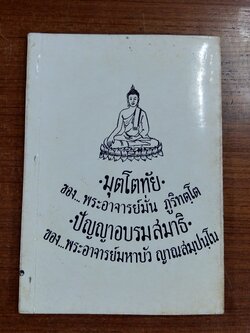 ·มุตโตทัย·
ของ... พระอาจารย์มั่น ภูริทตฺโต
·ปัญญาอบรมสมาธิ·
ของ...พระอาจารย์มหาบัว ญาณสมฺปนฺโน